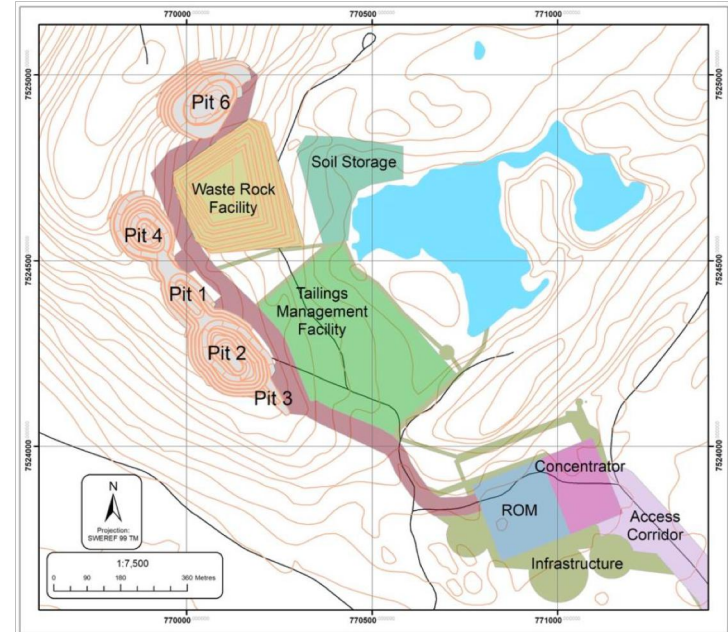 770000
770500
771000
7525000
7525000
Pit 6
Soil Storage
Waste Rock
Facility
Pit 4
7524500
7524500
Pit 1
Tailings
Management
Facility
Pit 2
Pit 3
7524000
7524000
Concentrator
ROM
Access
Corridor
Infrastructure
N
Projection:
SWEREF 99 TM
1:7,500
0 90 180 360 Metres
770000
770500
771000